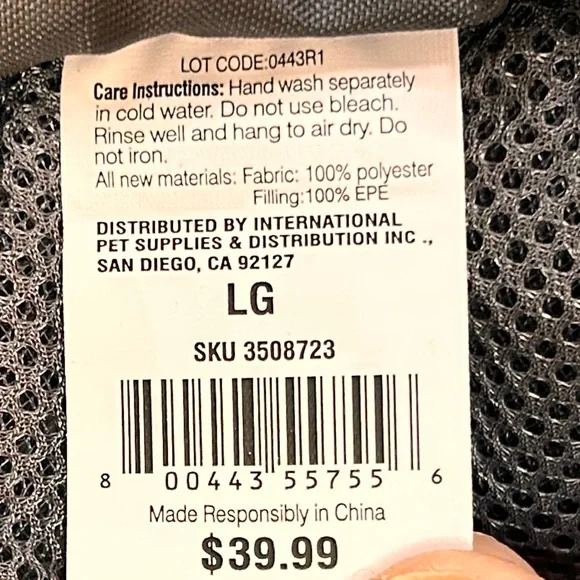 LOT CODE:0443R1
Care Instructions: Hand wash separately
in cold water. Do not use bleach.
Rinse well and hang to air dry. Do
not iron.
All new materials: Fabric: 100% polyester
Filling:100% EPE
DISTRIBUTED BY INTERNATIONAL
PET SUPPLIES & DISTRIBUTION INC .,
SAN DIEGO, CA 92127
LG
SKU 3508723
8 00443 55755 6
Made Responsibly in China
$39.99